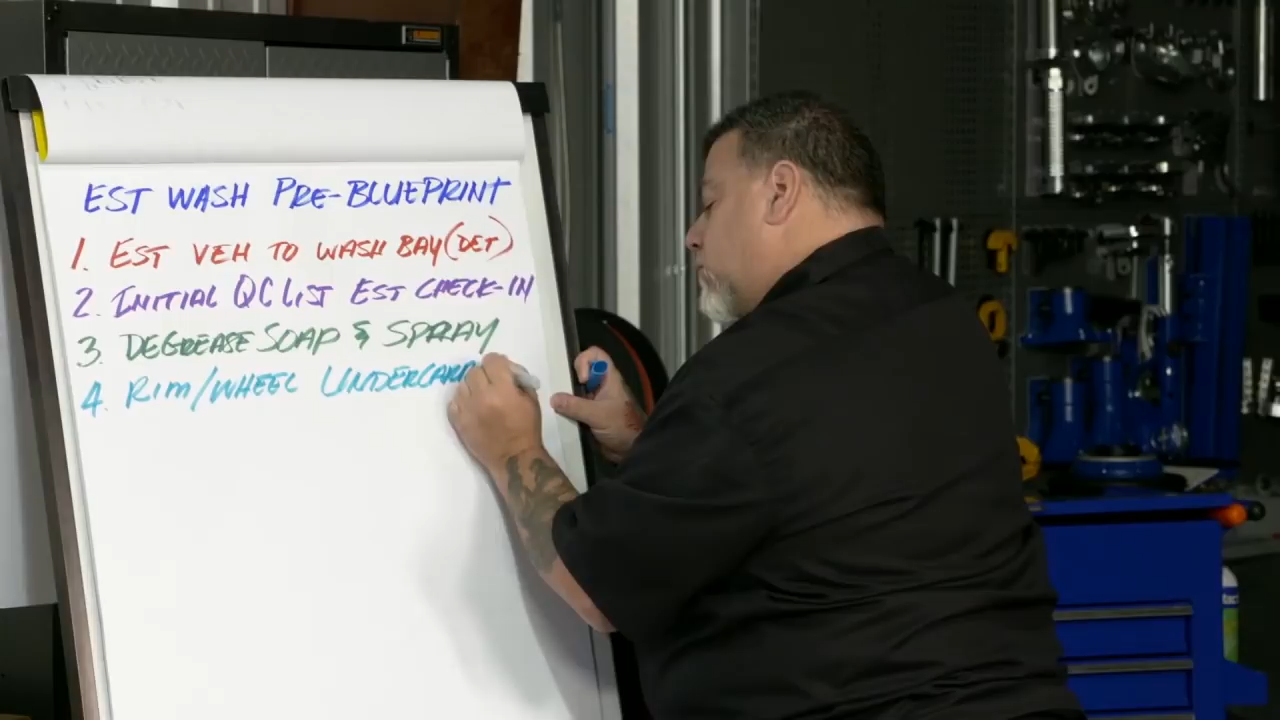 EST WASH PRE-BLUEPRINT
1. EST VEH TO WASH BAY (DET)
2. INITIAL QC LIST EST CHECK-IN
3. DEGREASE SOAP & SPRAY
4. RIM/WHEEL UNDERCAR